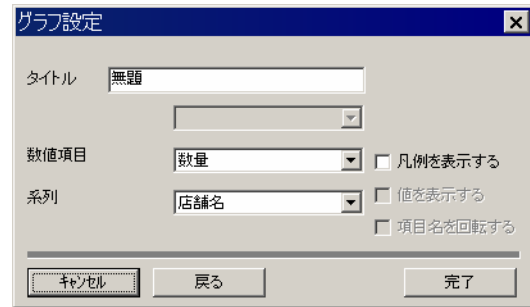 グラフ設定
タイトル 無題
数値項目 数量 凡例を表示する
系列 店舗名 値を表示する
項目名を回転する
ｷｬﾝｾﾙ 戻る 完了